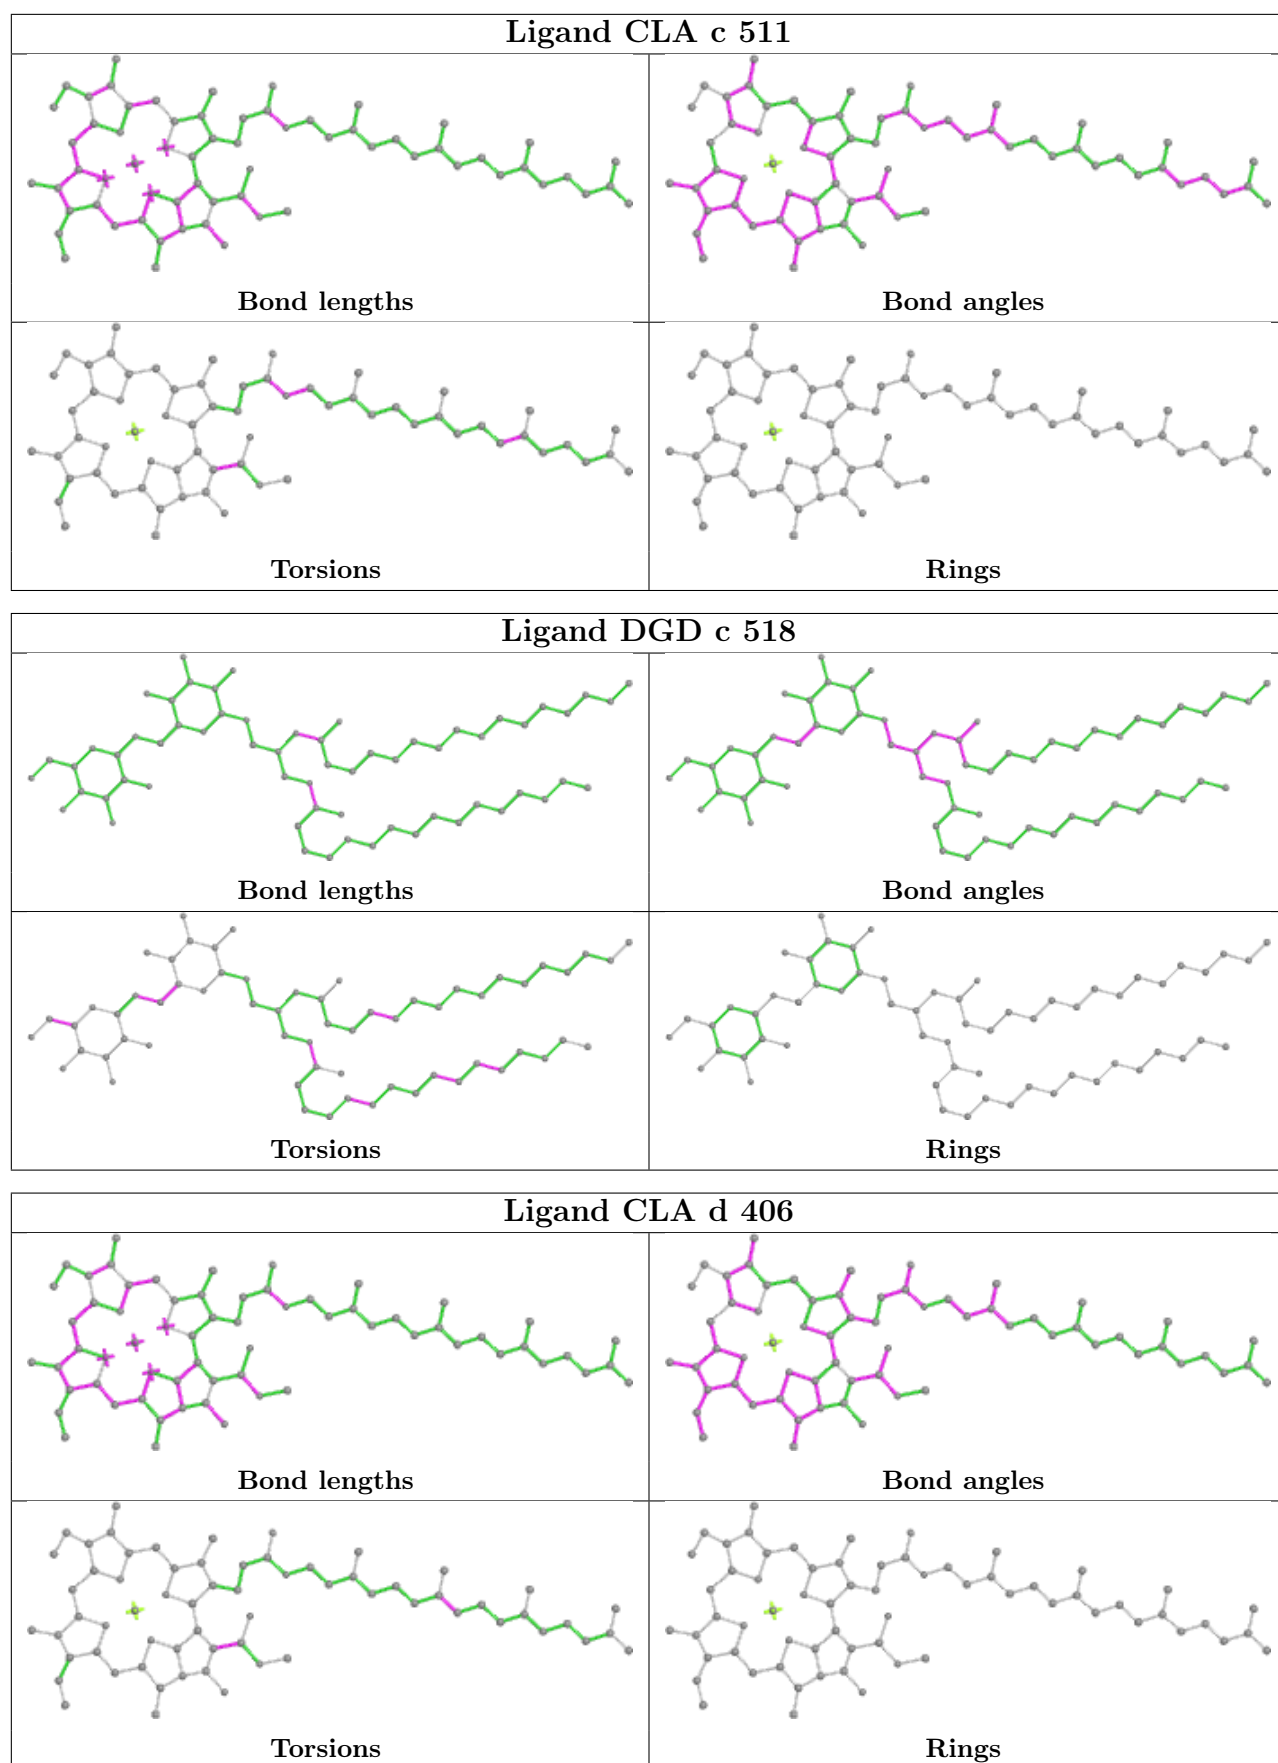 Ligand CLA c 511
Bond lengths
Bond angles
Torsions
Rings
Ligand DGD c 518
Bond lengths
Bond angles
Torsions
Rings
Ligand CLA d 406
Bond lengths
Bond angles
Torsions
Rings